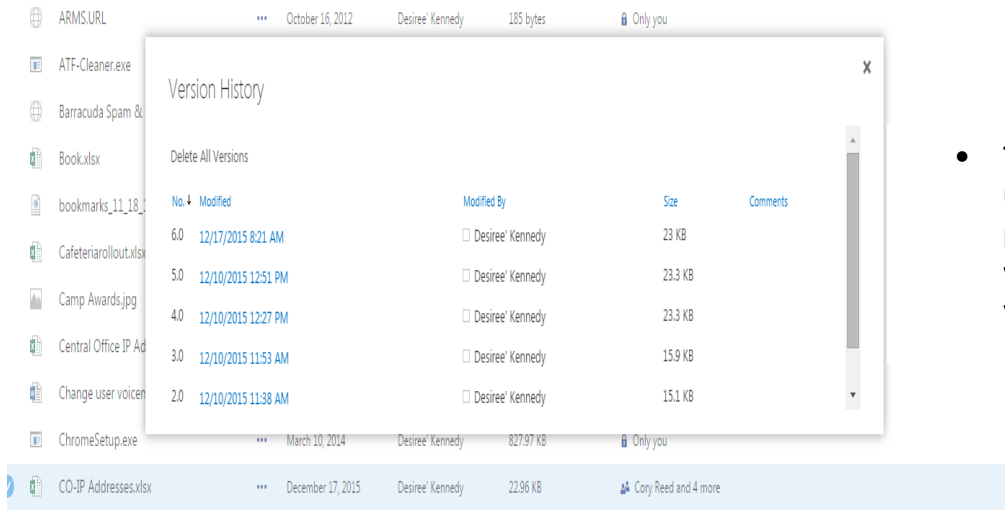 ARMS.URL ••• October 16, 2012 Desiree' Kennedy 185 bytes Only you
ATF-Cleaner.exe
Barracuda Spam &
Book.xlsx
bookmarks_11_18_
Cafeteriarollout.xlsx
Camp Awards.jpg
Central Office IP Ad
Change user voicem
Version History
x
Delete All Versions
No. Modified Modified By Size Comments
6.0 12/17/2015 8:21 AM Desiree' Kennedy 23 KB
5.0 12/10/2015 12:51 PM Desiree' Kennedy 23.3 KB
4.0 12/10/2015 12:27 PM Desiree' Kennedy 23.3 KB
3.0 12/10/2015 11:53 AM Desiree' Kennedy 15.9 KB
2.0 12/10/2015 11:38 AM Desiree' Kennedy 15.1 KB
ChromeSetup.exe ••• March 10, 2014 Desiree' Kennedy 827.97 KB Only you
CO-IP Addresses.xlsx ••• December 17, 2015 Desiree' Kennedy 22.96 KB Cory Reed and 4 more